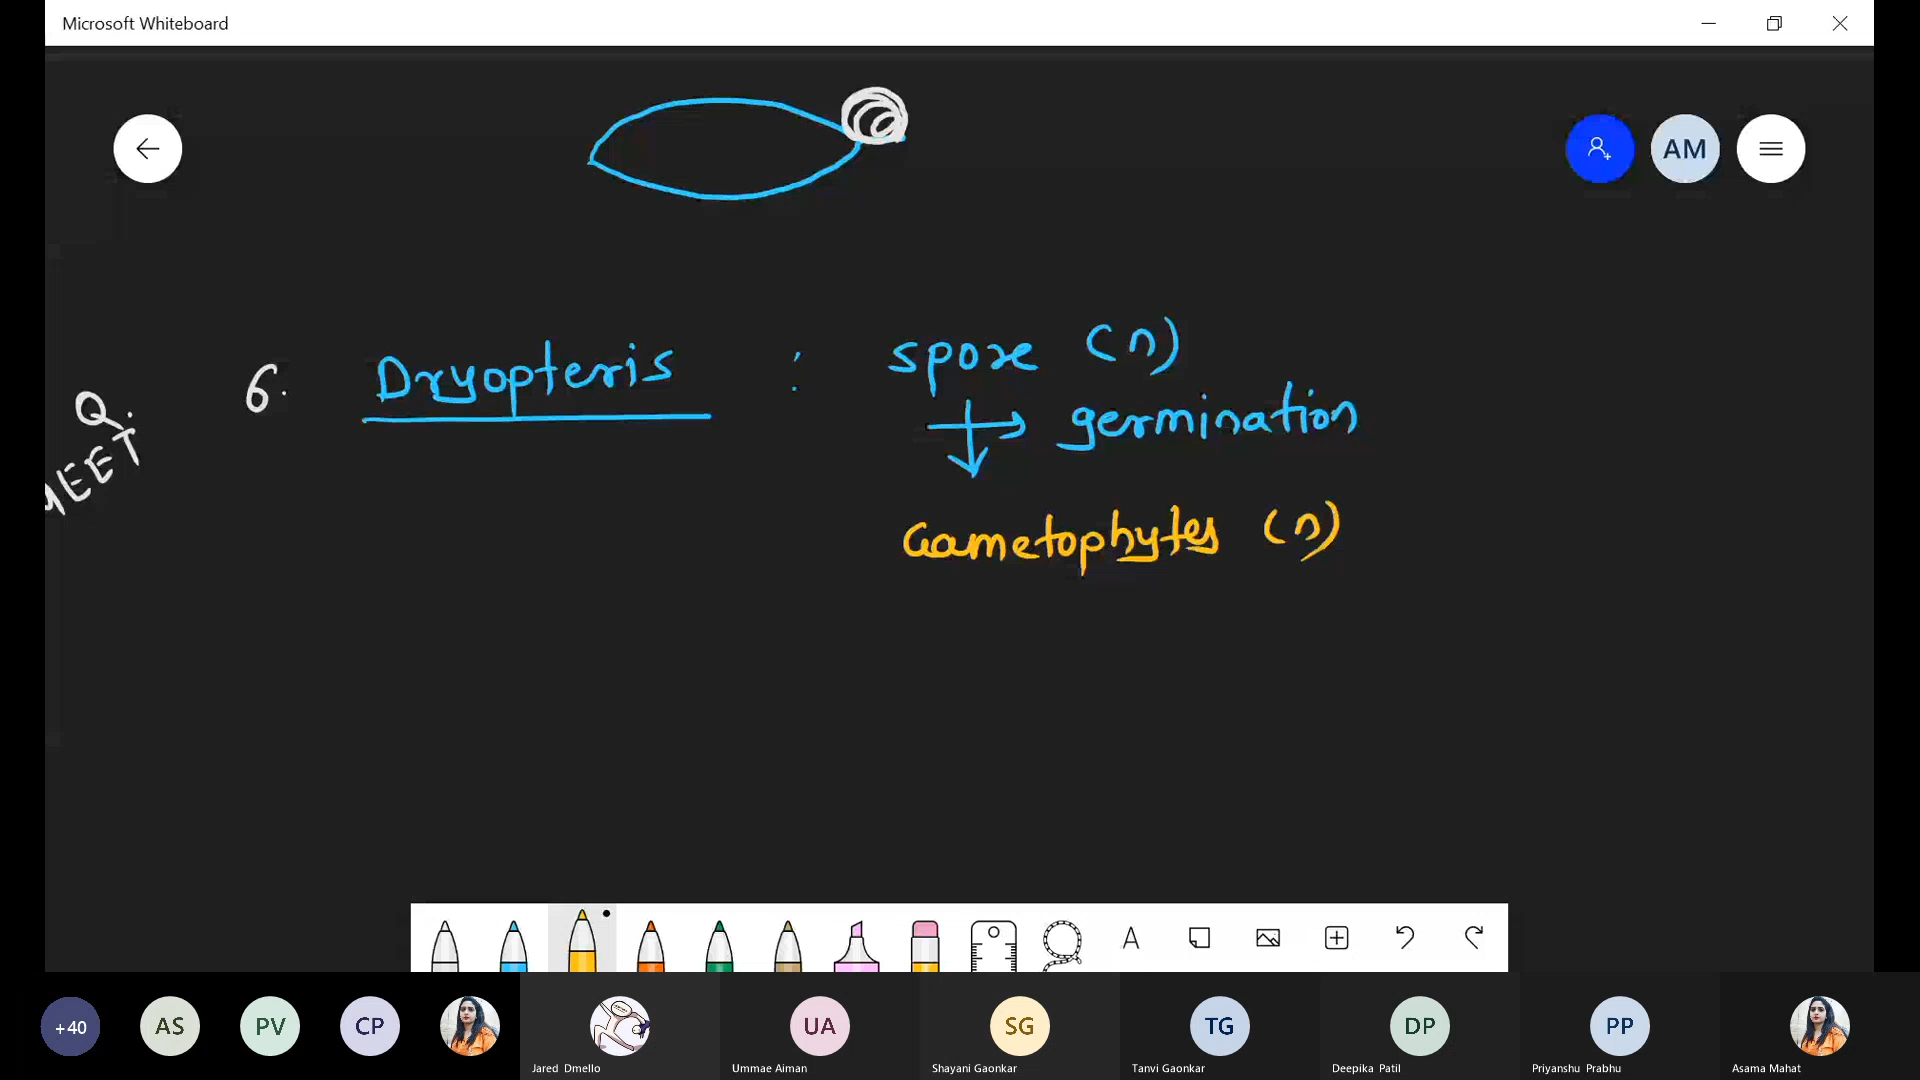 Microsoft Whiteboard
AM
6. Dryopteris : spore (n)
germination
Q.
NEET
Gametophytes (n)
A
+40
AS
PV
CP
UA
SG
TG
DP
PP
Jared Dmello
Ummae Aiman
Shayani Gaonkar
Tanvi Gaonkar
Deepika Patil
Priyanshu Prabhu
Asama Mahat